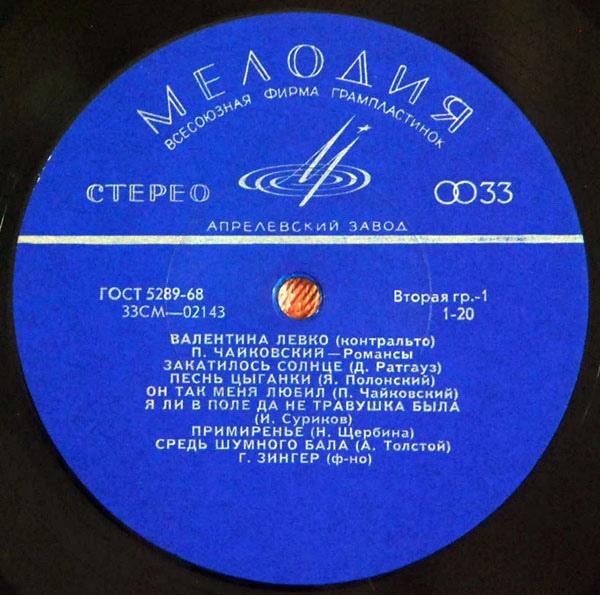 МЕЛОДИЯ
ВСЕСОЮЗНАЯ ФИРМА ГРАМПЛАСТИНОК
СТЕРЕО
33
АПРЕЛЕВСКИЙ ЗАВОД
ГОСТ 5289-68
Вторая гр.-1
33СМ—02143
1-20
ВАЛЕНТИНА ЛЕВКО (контральто)
П. ЧАЙКОВСКИЙ—Романсы
ЗАКАТИЛОСЬ СОЛНЦЕ (Д. Ратгауз)
ПЕСНЬ ЦЫГАНКИ (Я. Полонский)
ОН ТАК МЕНЯ ЛЮБИЛ (П. Чайковский)
Я ЛИ В ПОЛЕ ДА НЕ ТРАВУШКА БЫЛА
(И. Суриков)
ПРИМИРЕНЬЕ (Н. Щербина)
СРЕДЬ ШУМНОГО БАЛА (А. Толстой)
Г. ЗИНГЕР (ф-но)